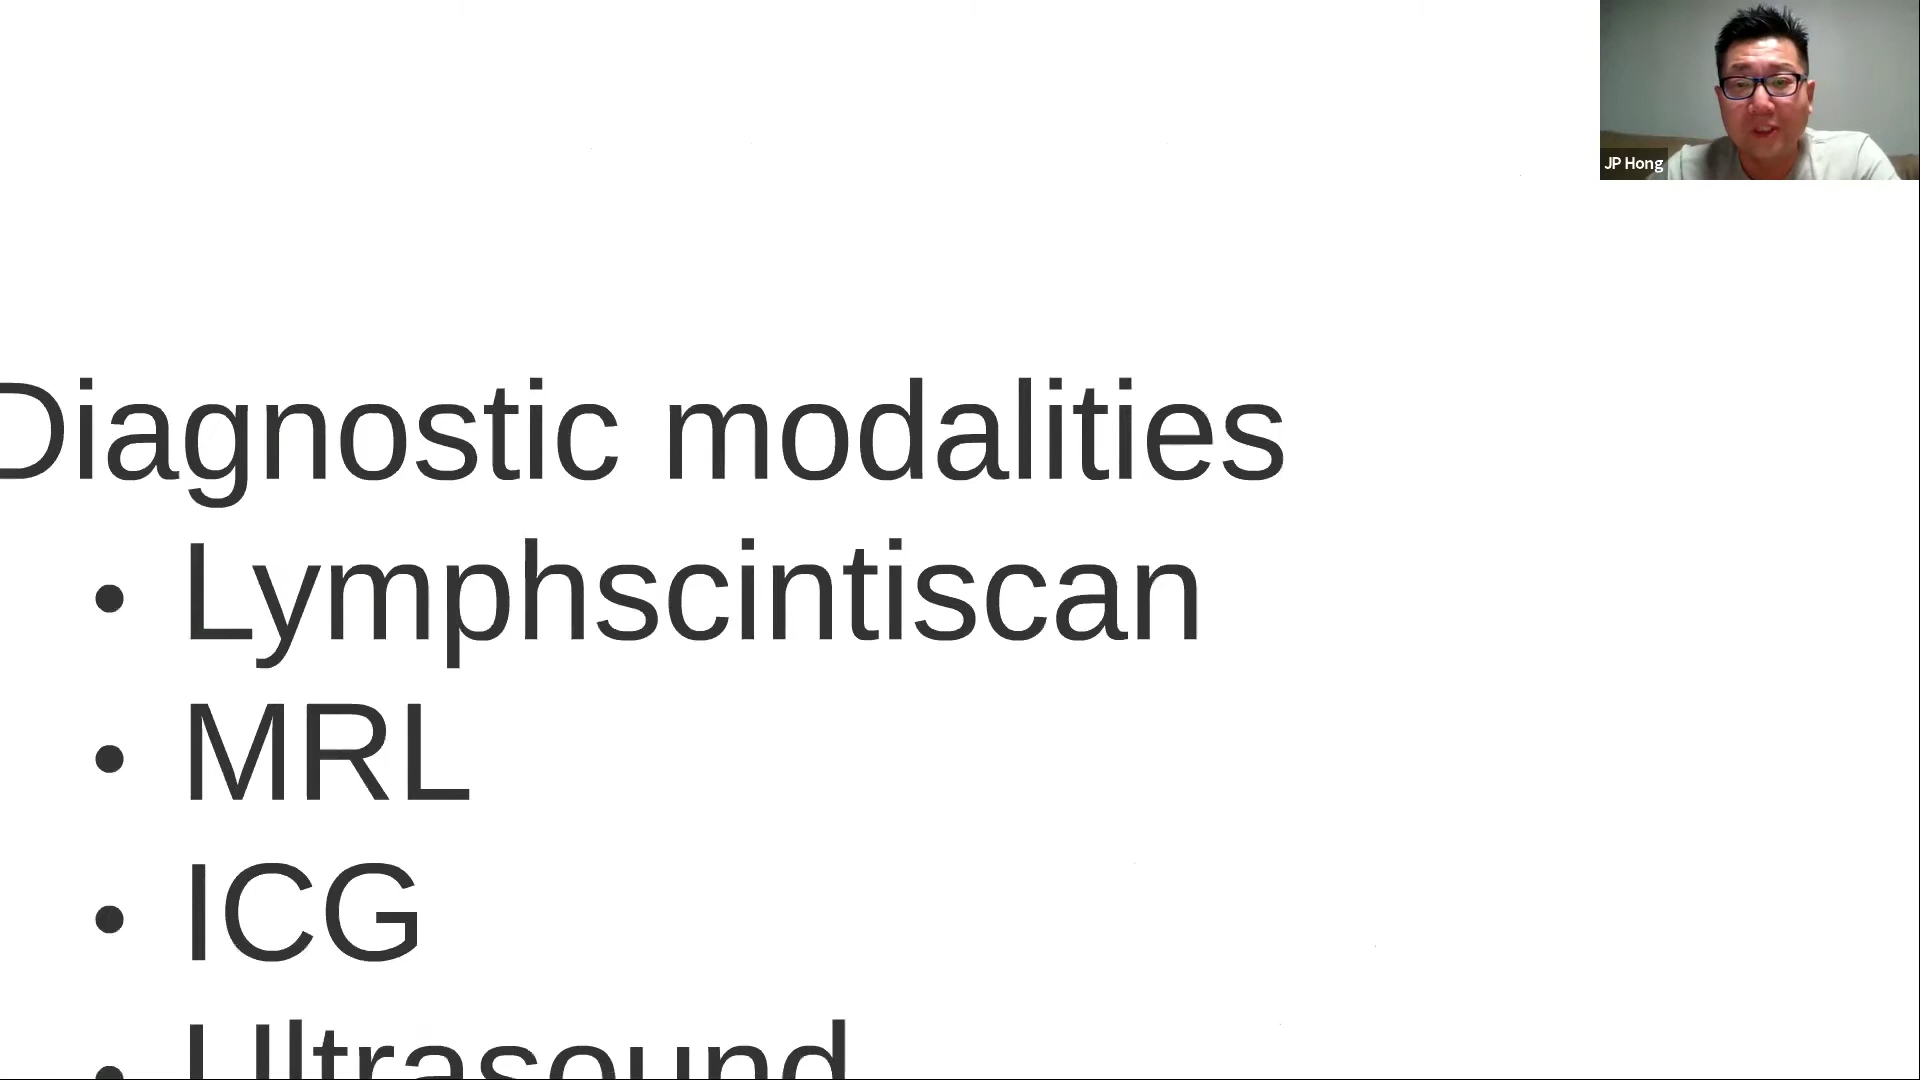 JP Hong
Diagnostic modalities
• Lymphscintiscan
• MRL
• ICG
• Ultrasound